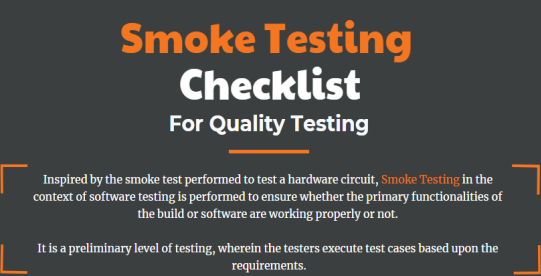 Smoke Testing
Checklist
For Quality Testing
Inspired by the smoke test performed to test a hardware circuit, Smoke Testing in the
context of software testing is performed to ensure whether the primary functionalities of
the build or software are working properly or not.
It is a preliminary level of testing, wherein the testers execute test cases based upon the
requirements.